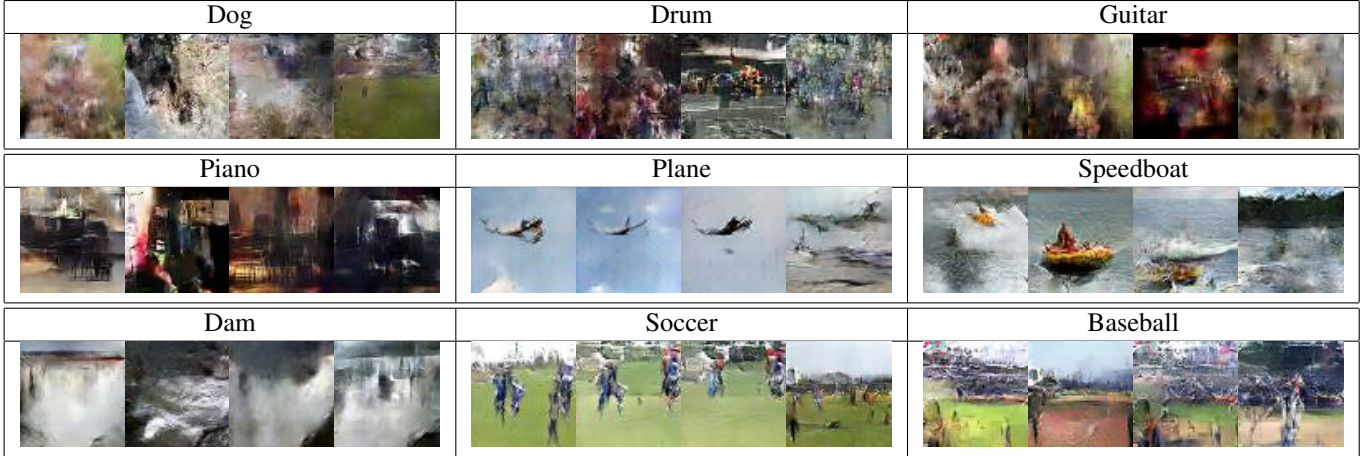 Dog
Drum
Guitar
Piano
Plane
Speedboat
Dam
Soccer
Baseball